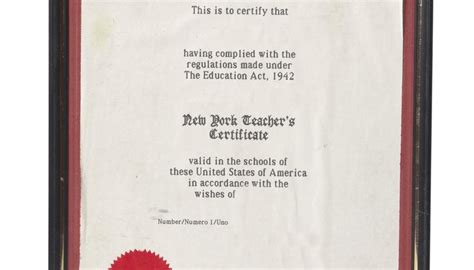 This is to certify that
having complied with the
regulations made under
The Education Act, 1942
New York Teacher's
Certificate
valid in the schools of
these United States of America
in accordance with the
wishes of
Number/Numero 1/Uno